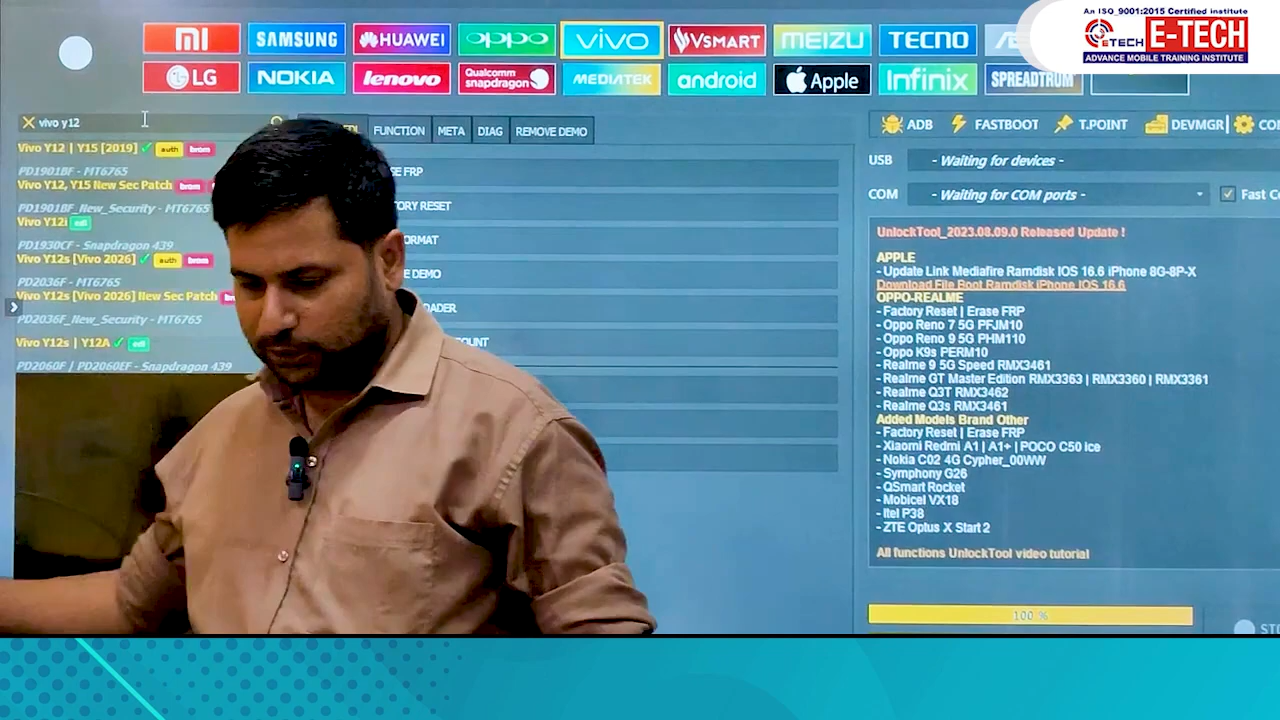 An ISO_9001:2015 Certified institute
ETECH E-TECH
ADVANCE MOBILE TRAINING INSTITUTE
MI SAMSUNG HUAWEI OPPO VIVO VSMART MEIZU TECNO
LG NOKIA lenovo Qualcomm snapdragon MEDIATEK android Apple Infinix SPREADTRUM
vivo y12
FUNCTION META DIAG REMOVE DEMO
ADB FASTBOOT T.POINT DEVMGR
Vivo Y12 | Y15 [2019] auth brom
PD1901BF - MT6765
Vivo Y12, Y15 New Sec Patch brom
PD1901BF_New_Security - MT6765
Vivo Y12i edl
PD1930CF - Snapdragon 439
Vivo Y12s [Vivo 2026] auth brom
PD2036F - MT6765
Vivo Y12s [Vivo 2026] New Sec Patch
PD2036F_New_Security - MT6765
Vivo Y12s | Y12A edl
PD2060F | PD2060EF - Snapdragon 439
FRP
RESET
DEMO
USB - Waiting for devices -
COM - Waiting for COM ports - Fast
UnlockTool_2023.08.09.0 Released Update !
APPLE
- Update Link Mediafire Ramdisk IOS 16.6 iPhone 8G-8P-X
Download File Boot Ramdisk iPhone IOS 16.6
OPPO-REALME
- Factory Reset | Erase FRP
- Oppo Reno 7 5G PFJM10
- Oppo Reno 9 5G PHM110
- Oppo K9s PERM10
- Realme 9 5G Speed RMX3461
- Realme GT Master Edition RMX3363 | RMX3360 | RMX3361
- Realme Q3T RMX3462
- Realme Q3s RMX3461
Added Models Brand Other
- Factory Reset | Erase FRP
- Xiaomi Redmi A1 | A1+ | POCO C50 ice
- Nokia C02 4G Cypher_00WW
- Symphony G26
- QSmart Rocket
- Mobicel VX18
- Itel P38
- ZTE Optus X Start 2
All functions UnlockTool video tutorial
100 %